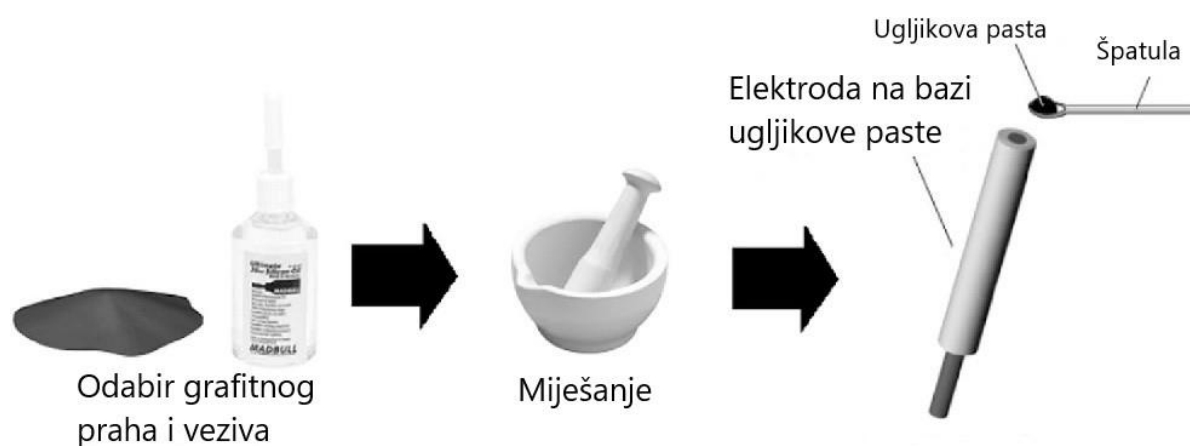 Ugljikova pasta
Špatula
Elektroda na bazi
ugljikove paste
MADBULL
Odabir grafitnog
praha i veziva
Miješanje